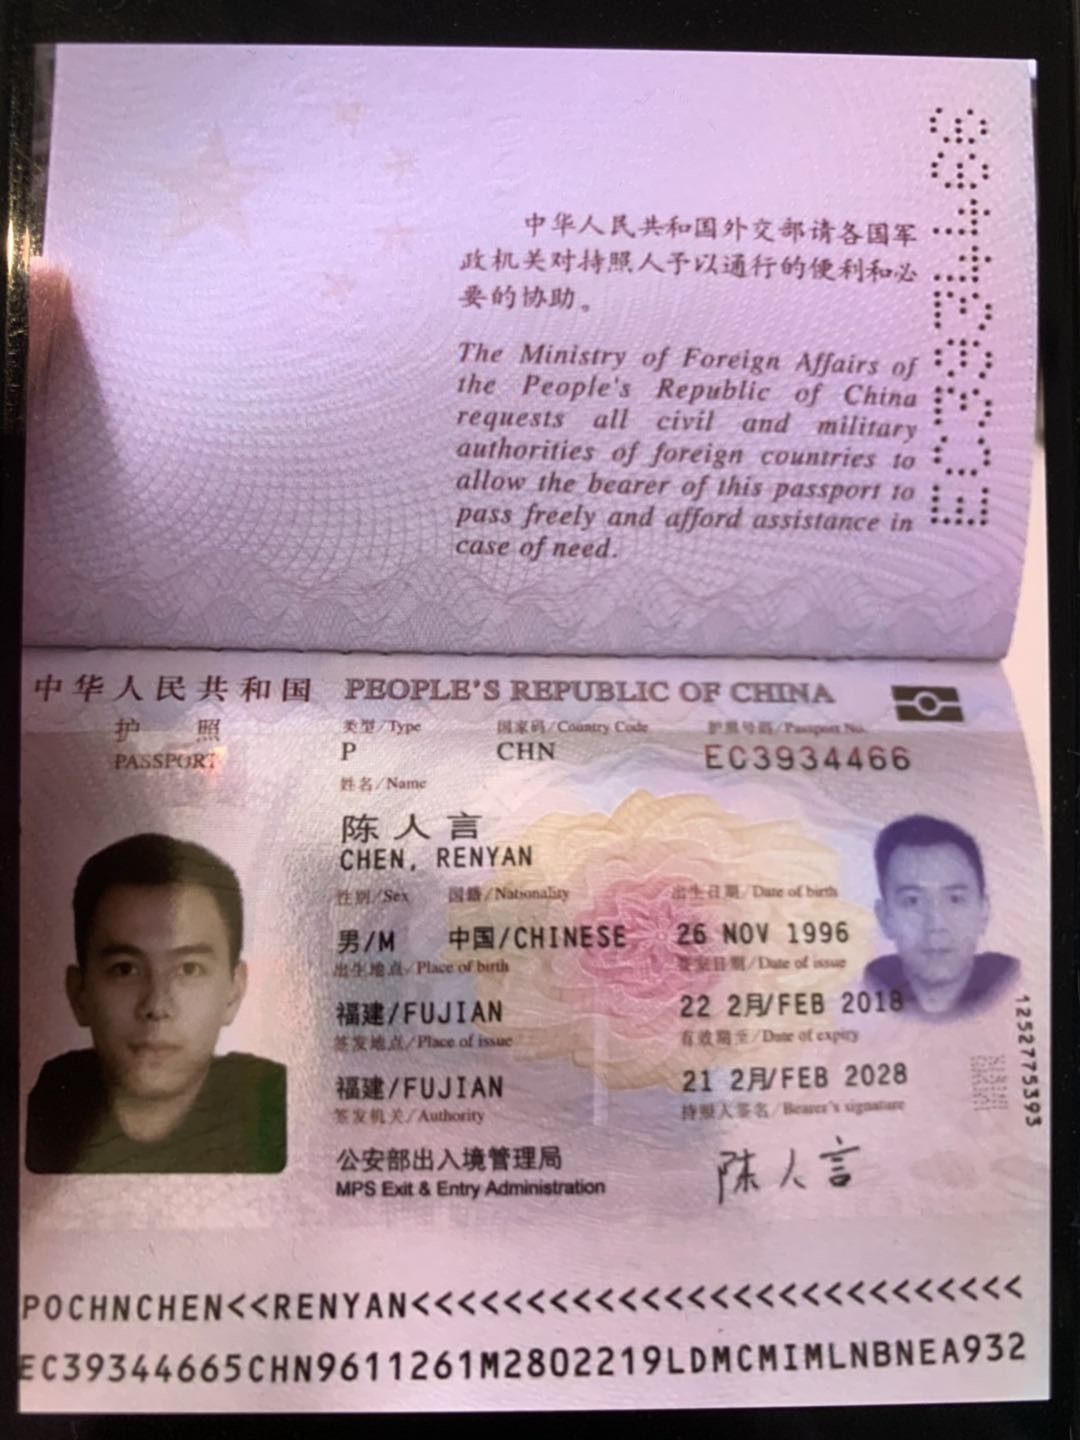 中华人民共和国外交部请各国军
政机关对持照人予以通行的便利和必
要的协助。
The Ministry of Foreign Affairs of
the People's Republic of China
requests all civil and military
authorities of foreign countries to
allow the bearer of this passport to
pass freely and afford assistance in
case of need.
EC3934466
中华人民共和国 PEOPLE'S REPUBLIC OF CHINA
护照 类型/Type 国家码/Country Code 护照号码/Passport No.
PASSPORT P CHN EC3934466
姓名/Name
陈人言
CHEN, RENYAN
性别/Sex 国籍/Nationality 出生日期/Date of birth
男/M 中国/CHINESE 26 NOV 1996
出生地点/Place of birth 签发日期/Date of issue
福建/FUJIAN 22 2月/FEB 2018
签发地点/Place of issue 有效期至/Date of expiry
福建/FUJIAN 21 2月/FEB 2028
签发机关/Authority 持照人签名/Bearer's signature
公安部出入境管理局
MPS Exit & Entry Administration
陈人言
1252775393
POCHNCHEN<<RENYAN<<<<<<<<<<<<<<<<<<<<<<<<<<<
EC39344665CHN9611261M2802219LDMCMIMLNBNEA932